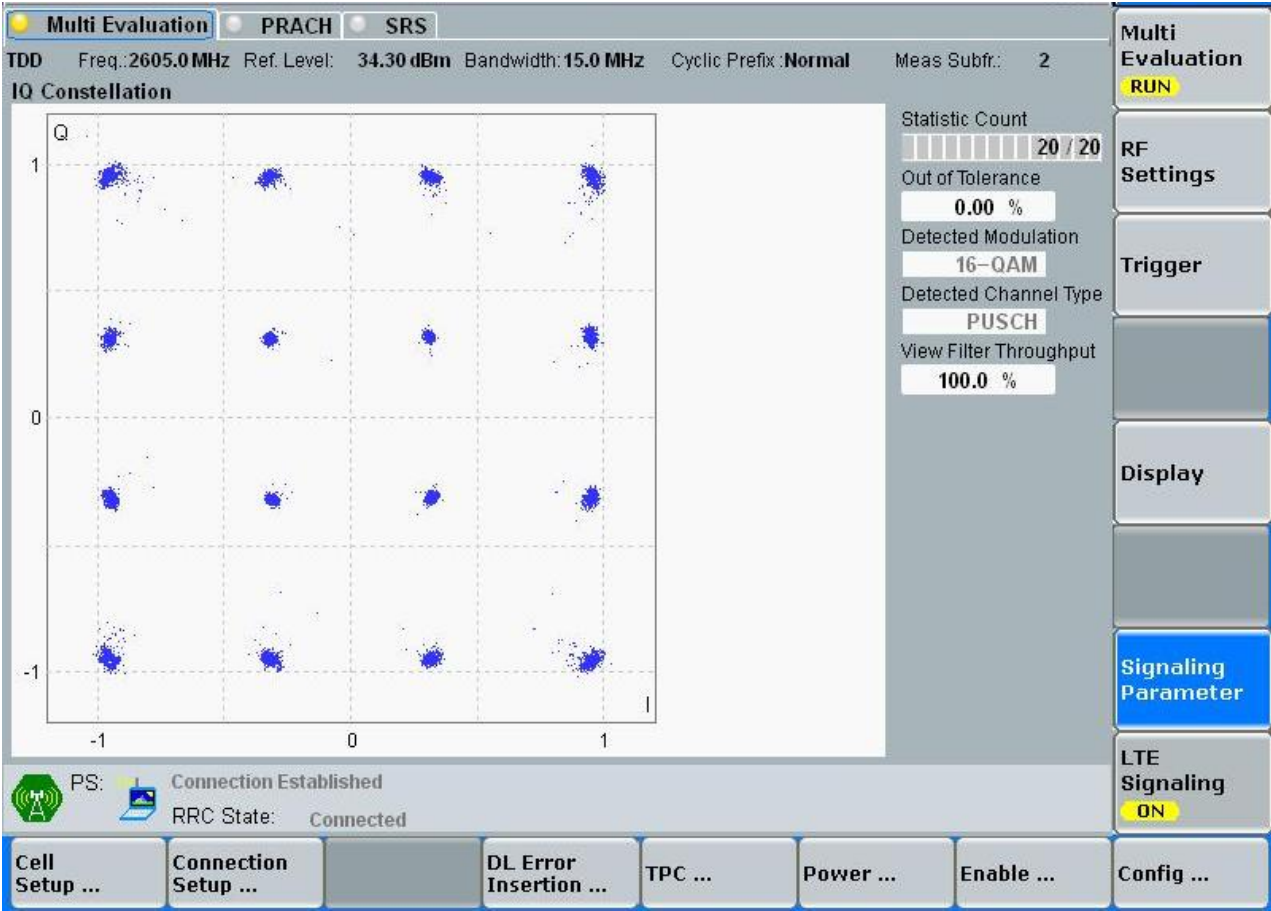 Multi Evaluation PRACH SRS
TDD Freq.:2605.0 MHz Ref. Level: 34.30 dBm Bandwidth: 15.0 MHz Cyclic Prefix :Normal Meas Subfr.: 2
IQ Constellation
Q
1
0
-1
I
-1 0 1
Statistic Count
20 / 20
Out of Tolerance
0.00 %
Detected Modulation
16-QAM
Detected Channel Type
PUSCH
View Filter Throughput
100.0 %
Multi
Evaluation
RUN
RF
Settings
Trigger
Display
Signaling
Parameter
LTE
Signaling
ON
PS: Connection Established
RRC State: Connected
Cell
Setup ...
Connection
Setup ...
DL Error
Insertion ...
TPC ...
Power ...
Enable ...
Config ...